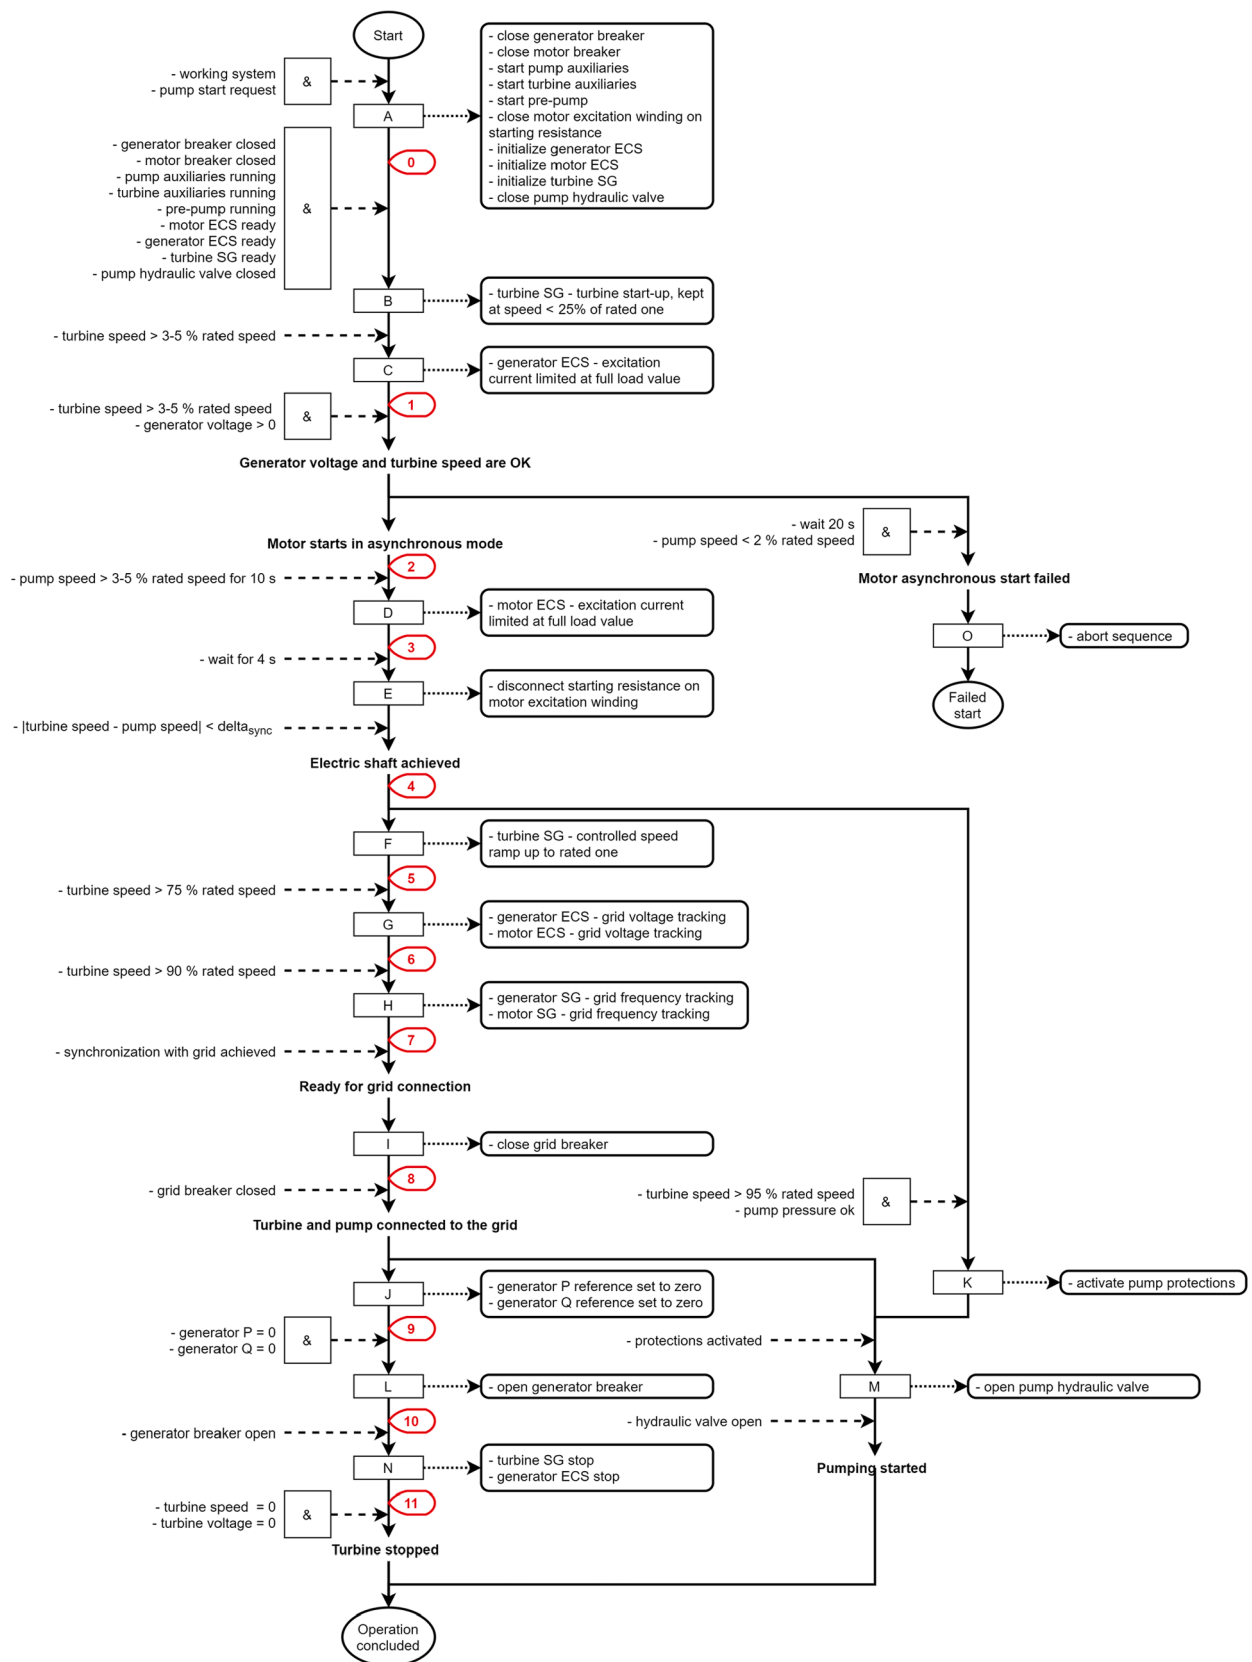 Start
- working system
- pump start request
&
A
- close generator breaker
- close motor breaker
- start pump auxiliaries
- start turbine auxiliaries
- start pre-pump
- close motor excitation winding on
starting resistance
- initialize generator ECS
- initialize motor ECS
- initialize turbine SG
- close pump hydraulic valve
0
- generator breaker closed
- motor breaker closed
- pump auxiliaries running
- turbine auxiliaries running
- pre-pump running
- motor ECS ready
- generator ECS ready
- turbine SG ready
- pump hydraulic valve closed
&
B
- turbine SG - turbine start-up, kept
at speed < 25% of rated one
- turbine speed > 3-5 % rated speed
C
- generator ECS - excitation
current limited at full load value
1
- turbine speed > 3-5 % rated speed
- generator voltage > 0
&
Generator voltage and turbine speed are OK
- wait 20 s
- pump speed < 2 % rated speed
&
Motor starts in asynchronous mode
Motor asynchronous start failed
2
- pump speed > 3-5 % rated speed for 10 s
D
- motor ECS - excitation current
limited at full load value
O
- abort sequence
3
- wait for 4 s
E
- disconnect starting resistance on
motor excitation winding
Failed
start
- |turbine speed - pump speed| < delta_sync
Electric shaft achieved
4
F
- turbine SG - controlled speed
ramp up to rated one
5
- turbine speed > 75 % rated speed
G
- generator ECS - grid voltage tracking
- motor ECS - grid voltage tracking
6
- turbine speed > 90 % rated speed
H
- generator SG - grid frequency tracking
- motor SG - grid frequency tracking
7
- synchronization with grid achieved
Ready for grid connection
I
- close grid breaker
8
- grid breaker closed
- turbine speed > 95 % rated speed
- pump pressure ok
&
Turbine and pump connected to the grid
J
- generator P reference set to zero
- generator Q reference set to zero
K
- activate pump protections
9
- generator P = 0
- generator Q = 0
&
- protections activated
L
- open generator breaker
M
- open pump hydraulic valve
10
- generator breaker open
- hydraulic valve open
N
- turbine SG stop
- generator ECS stop
Pumping started
11
- turbine speed = 0
- turbine voltage = 0
&
Turbine stopped
Operation
concluded